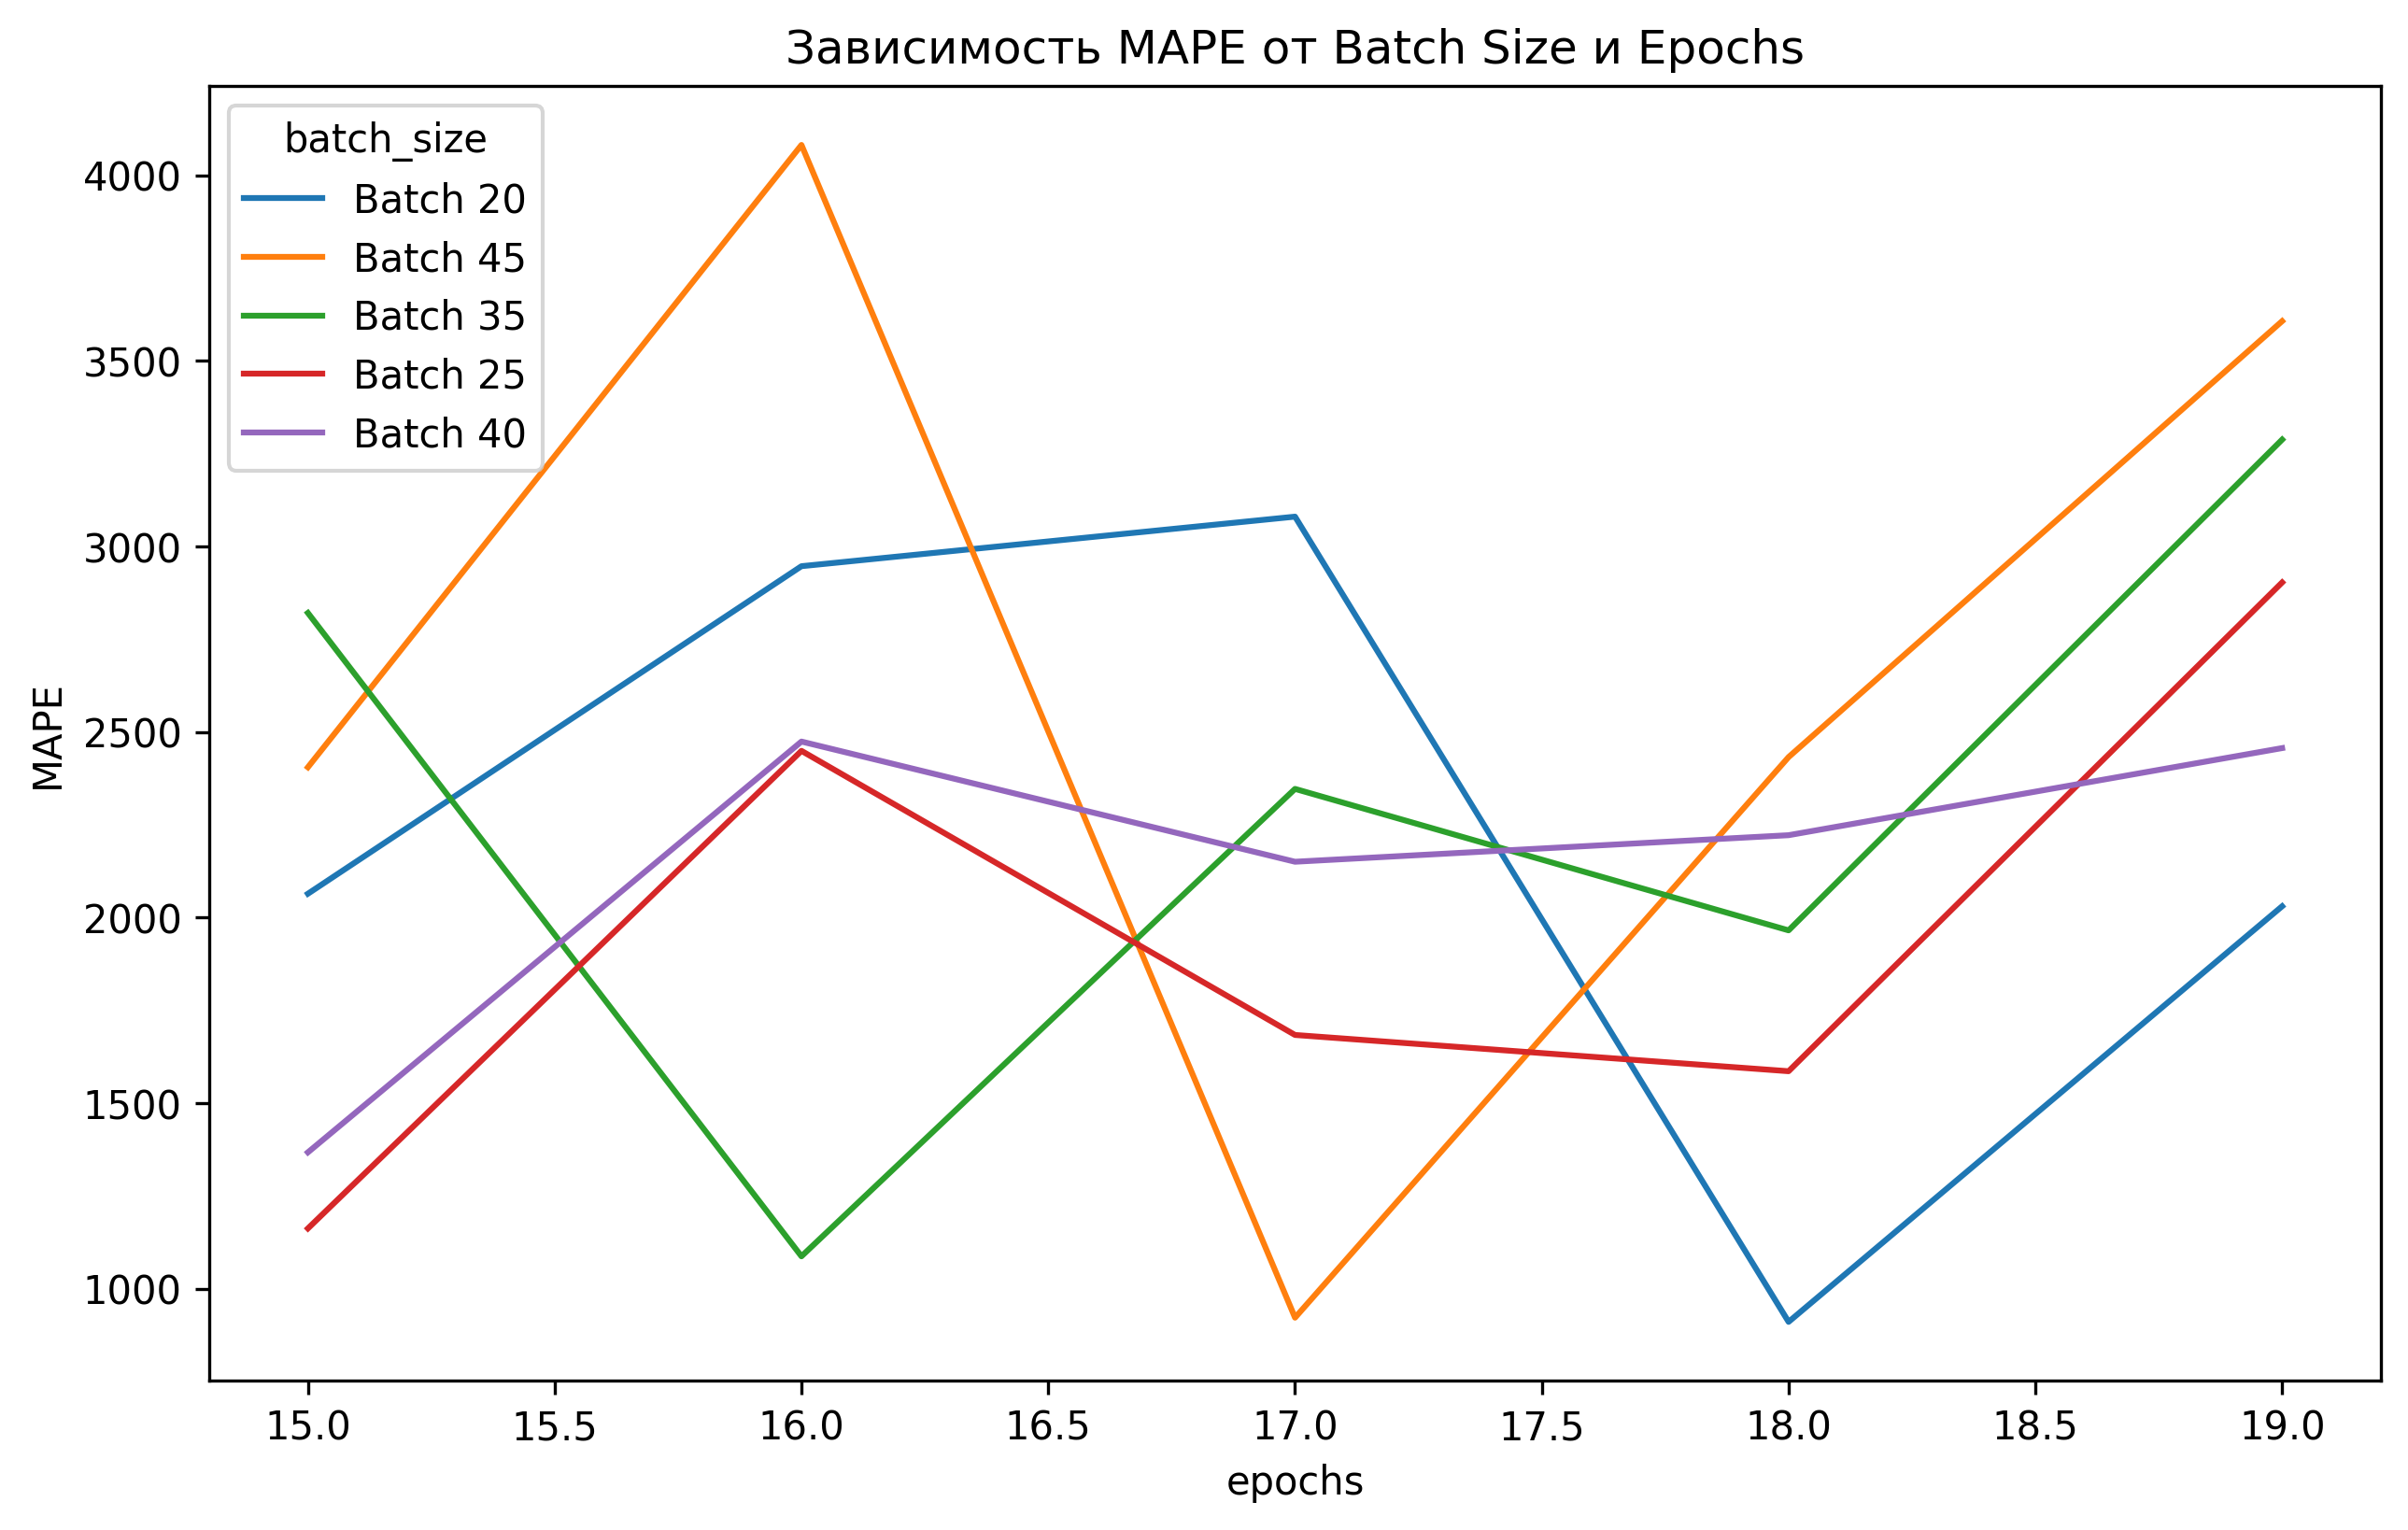 Зависимость MAPE от Batch Size и Epochs
batch_size
Batch 20
Batch 45
Batch 35
Batch 25
Batch 40
4000
3500
3000
2500
2000
1500
1000
MAPE
15.0 15.5 16.0 16.5 17.0 17.5 18.0 18.5 19.0
epochs